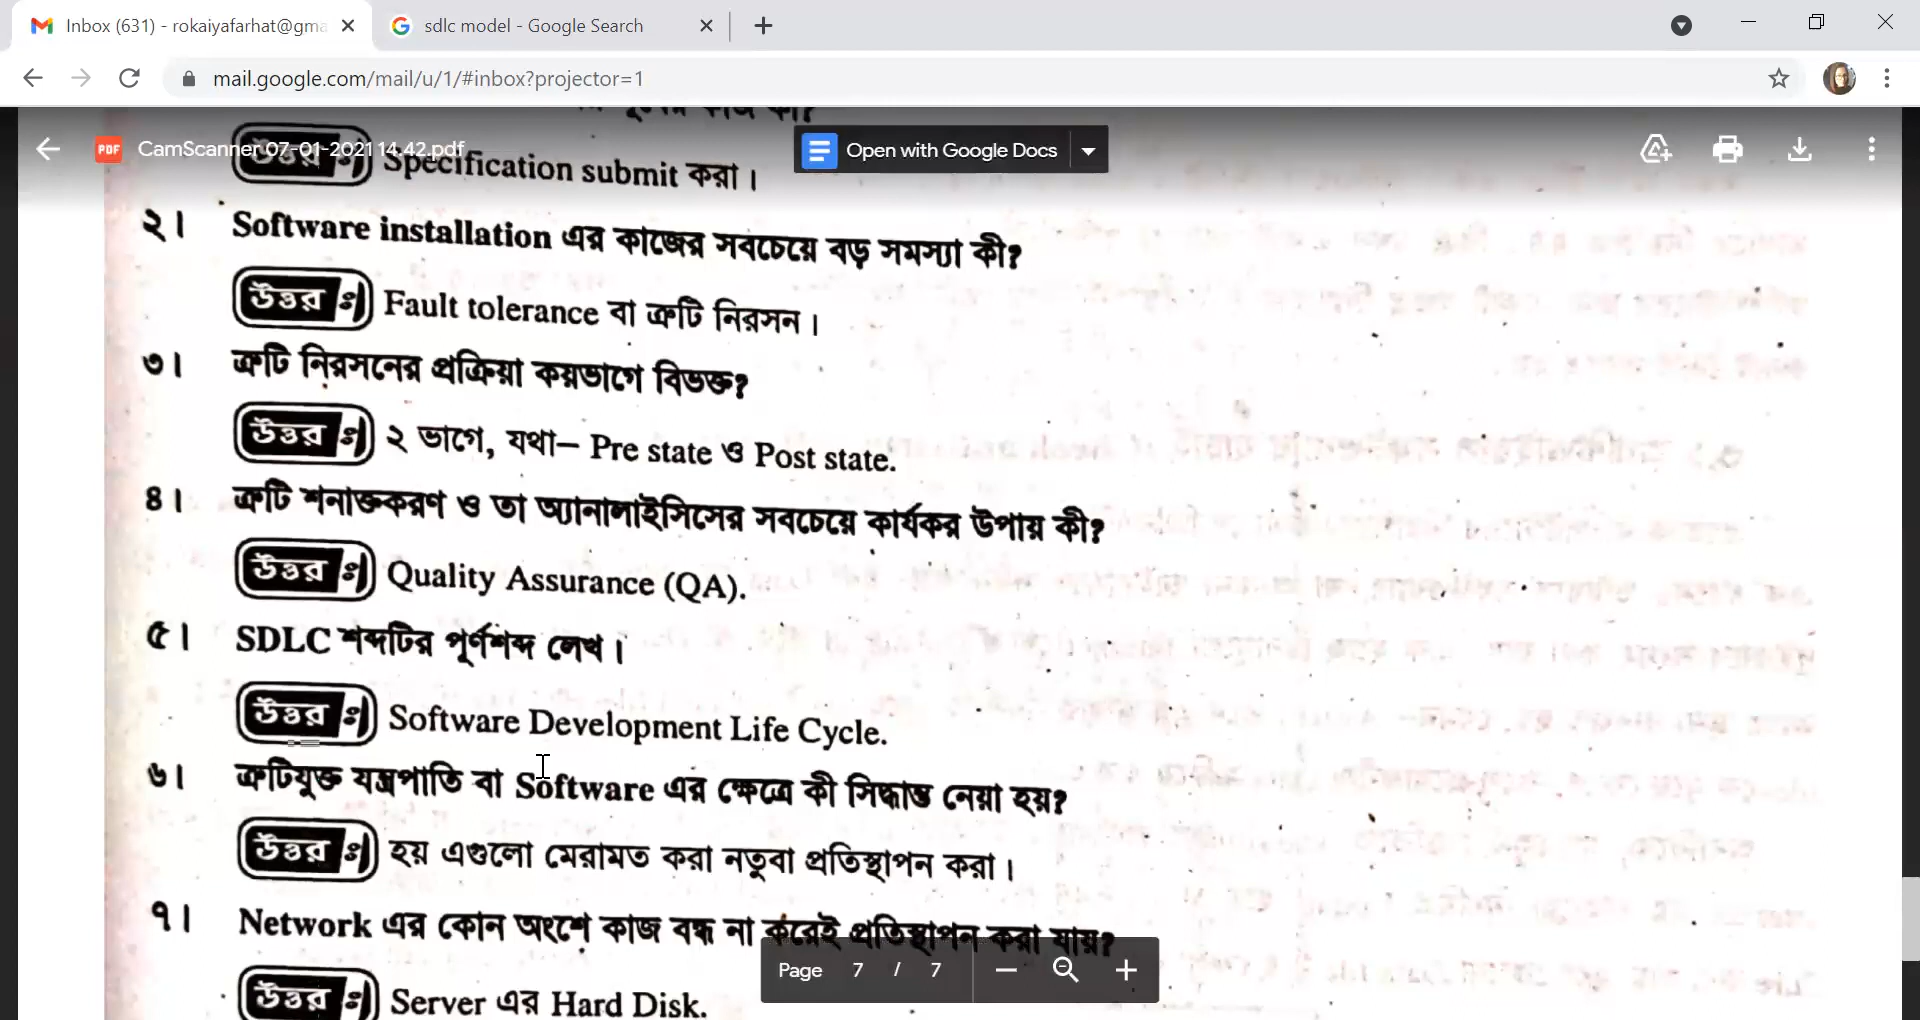 Inbox (631) - rokaiyafarhat@gma
sdlc model - Google Search
mail.google.com/mail/u/1/#inbox?projector=1
PDF CamScanner 07-01-2021 14.42.pdf
Open with Google Docs
উত্তর ঃ Specification submit করা।
২। Software installation এর কাজের সবচেয়ে বড় সমস্যা কী?
উত্তর ঃ Fault tolerance বা ত্রুটি নিরসন।
৩। ত্রুটি নিরসনের প্রক্রিয়া কয়ভাগে বিভক্ত?
উত্তর ঃ ২ ভাগে, যথা– Pre state ও Post state.
৪। ত্রুটি শনাক্তকরণ ও তা অ্যানালাইসিসের সবচেয়ে কার্যকর উপায় কী?
উত্তর ঃ Quality Assurance (QA).
৫। SDLC শব্দটির পূর্ণশব্দ লেখ।
উত্তর ঃ Software Development Life Cycle.
৬। ত্রুটিযুক্ত যন্ত্রপাতি বা Software এর ক্ষেত্রে কী সিদ্ধান্ত নেয়া হয়?
উত্তর ঃ হয় এগুলো মেরামত করা নতুবা প্রতিস্থাপন করা।
৭। Network এর কোন অংশে কাজ বন্ধ না করেই প্রতিস্থাপন করা যায়?
Page 7 / 7
উত্তর ঃ Server এর Hard Disk.